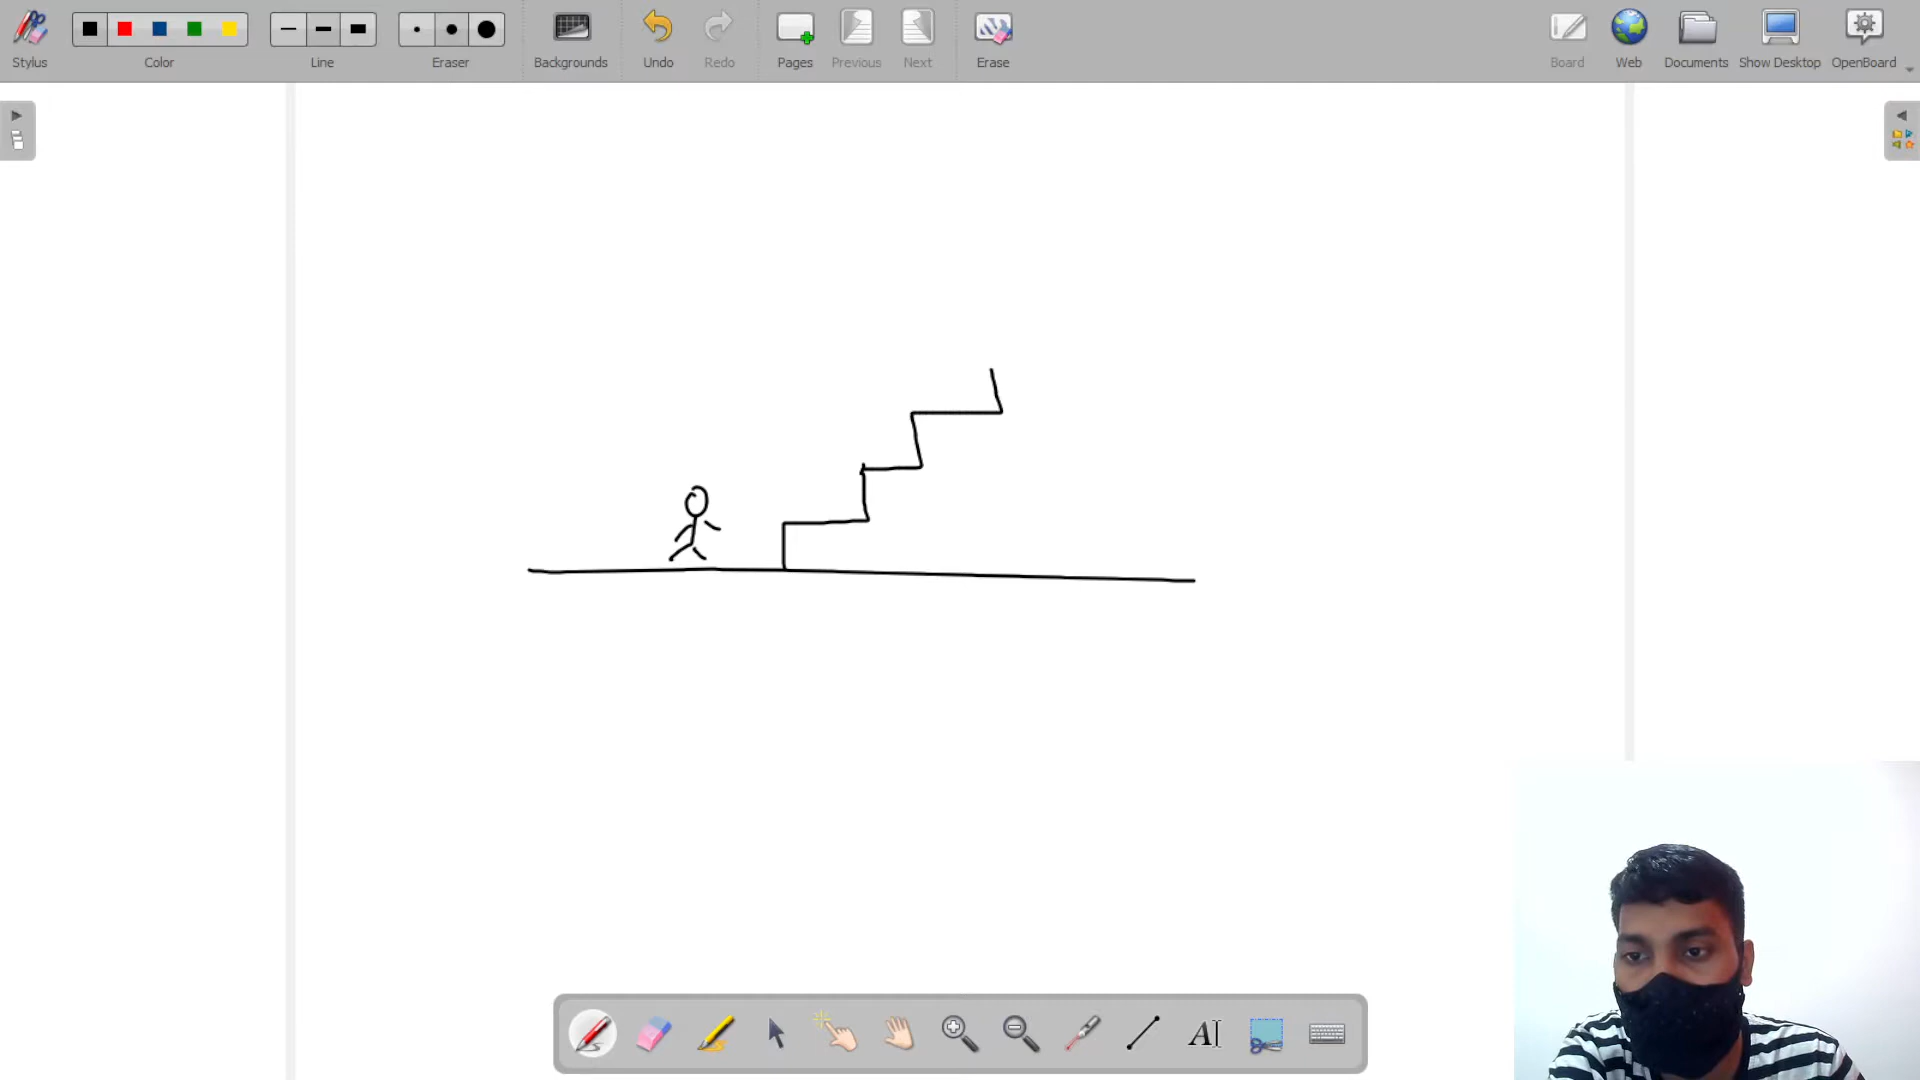 Stylus
Color
Line
Eraser
Backgrounds
Undo
Redo
Pages
Previous
Next
Erase
Board
Web
Documents
Show Desktop
OpenBoard
A